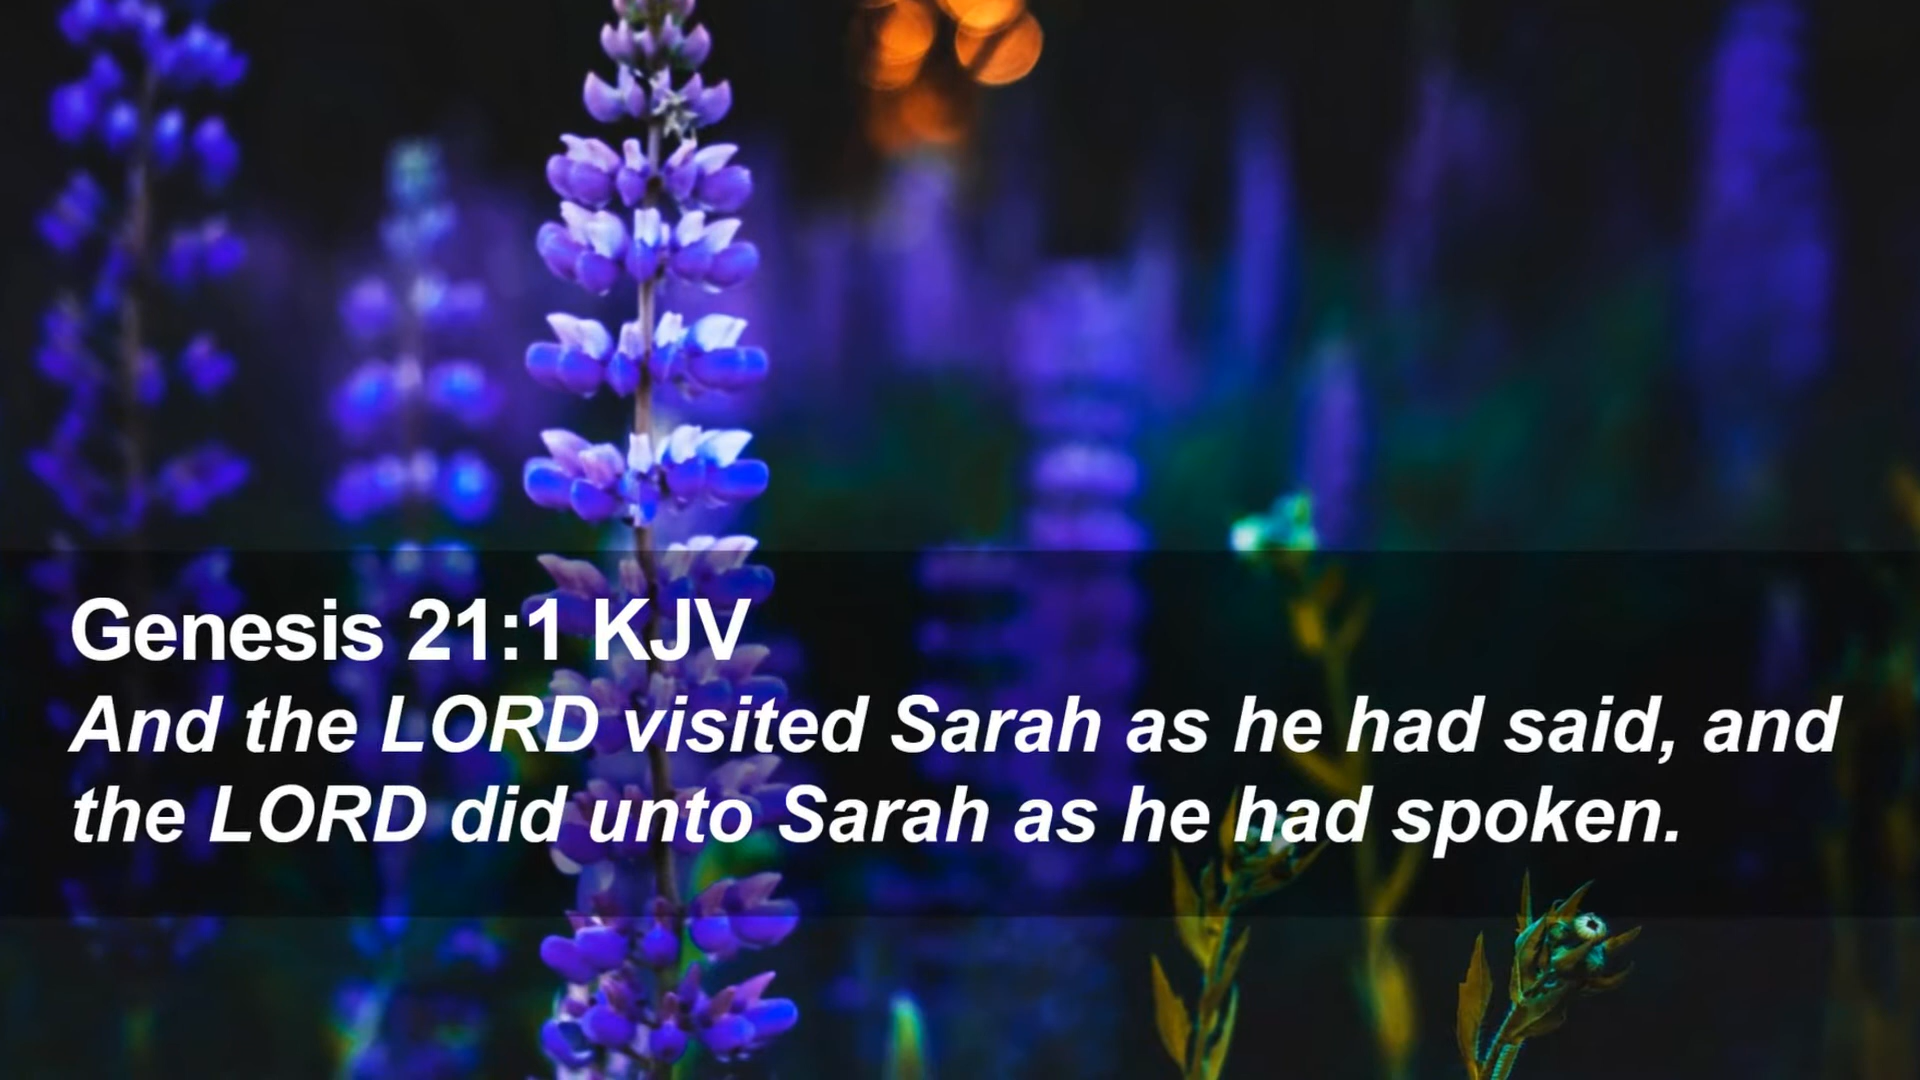 Genesis 21:1 KJV
And the LORD visited Sarah as he had said, and
the LORD did unto Sarah as he had spoken.